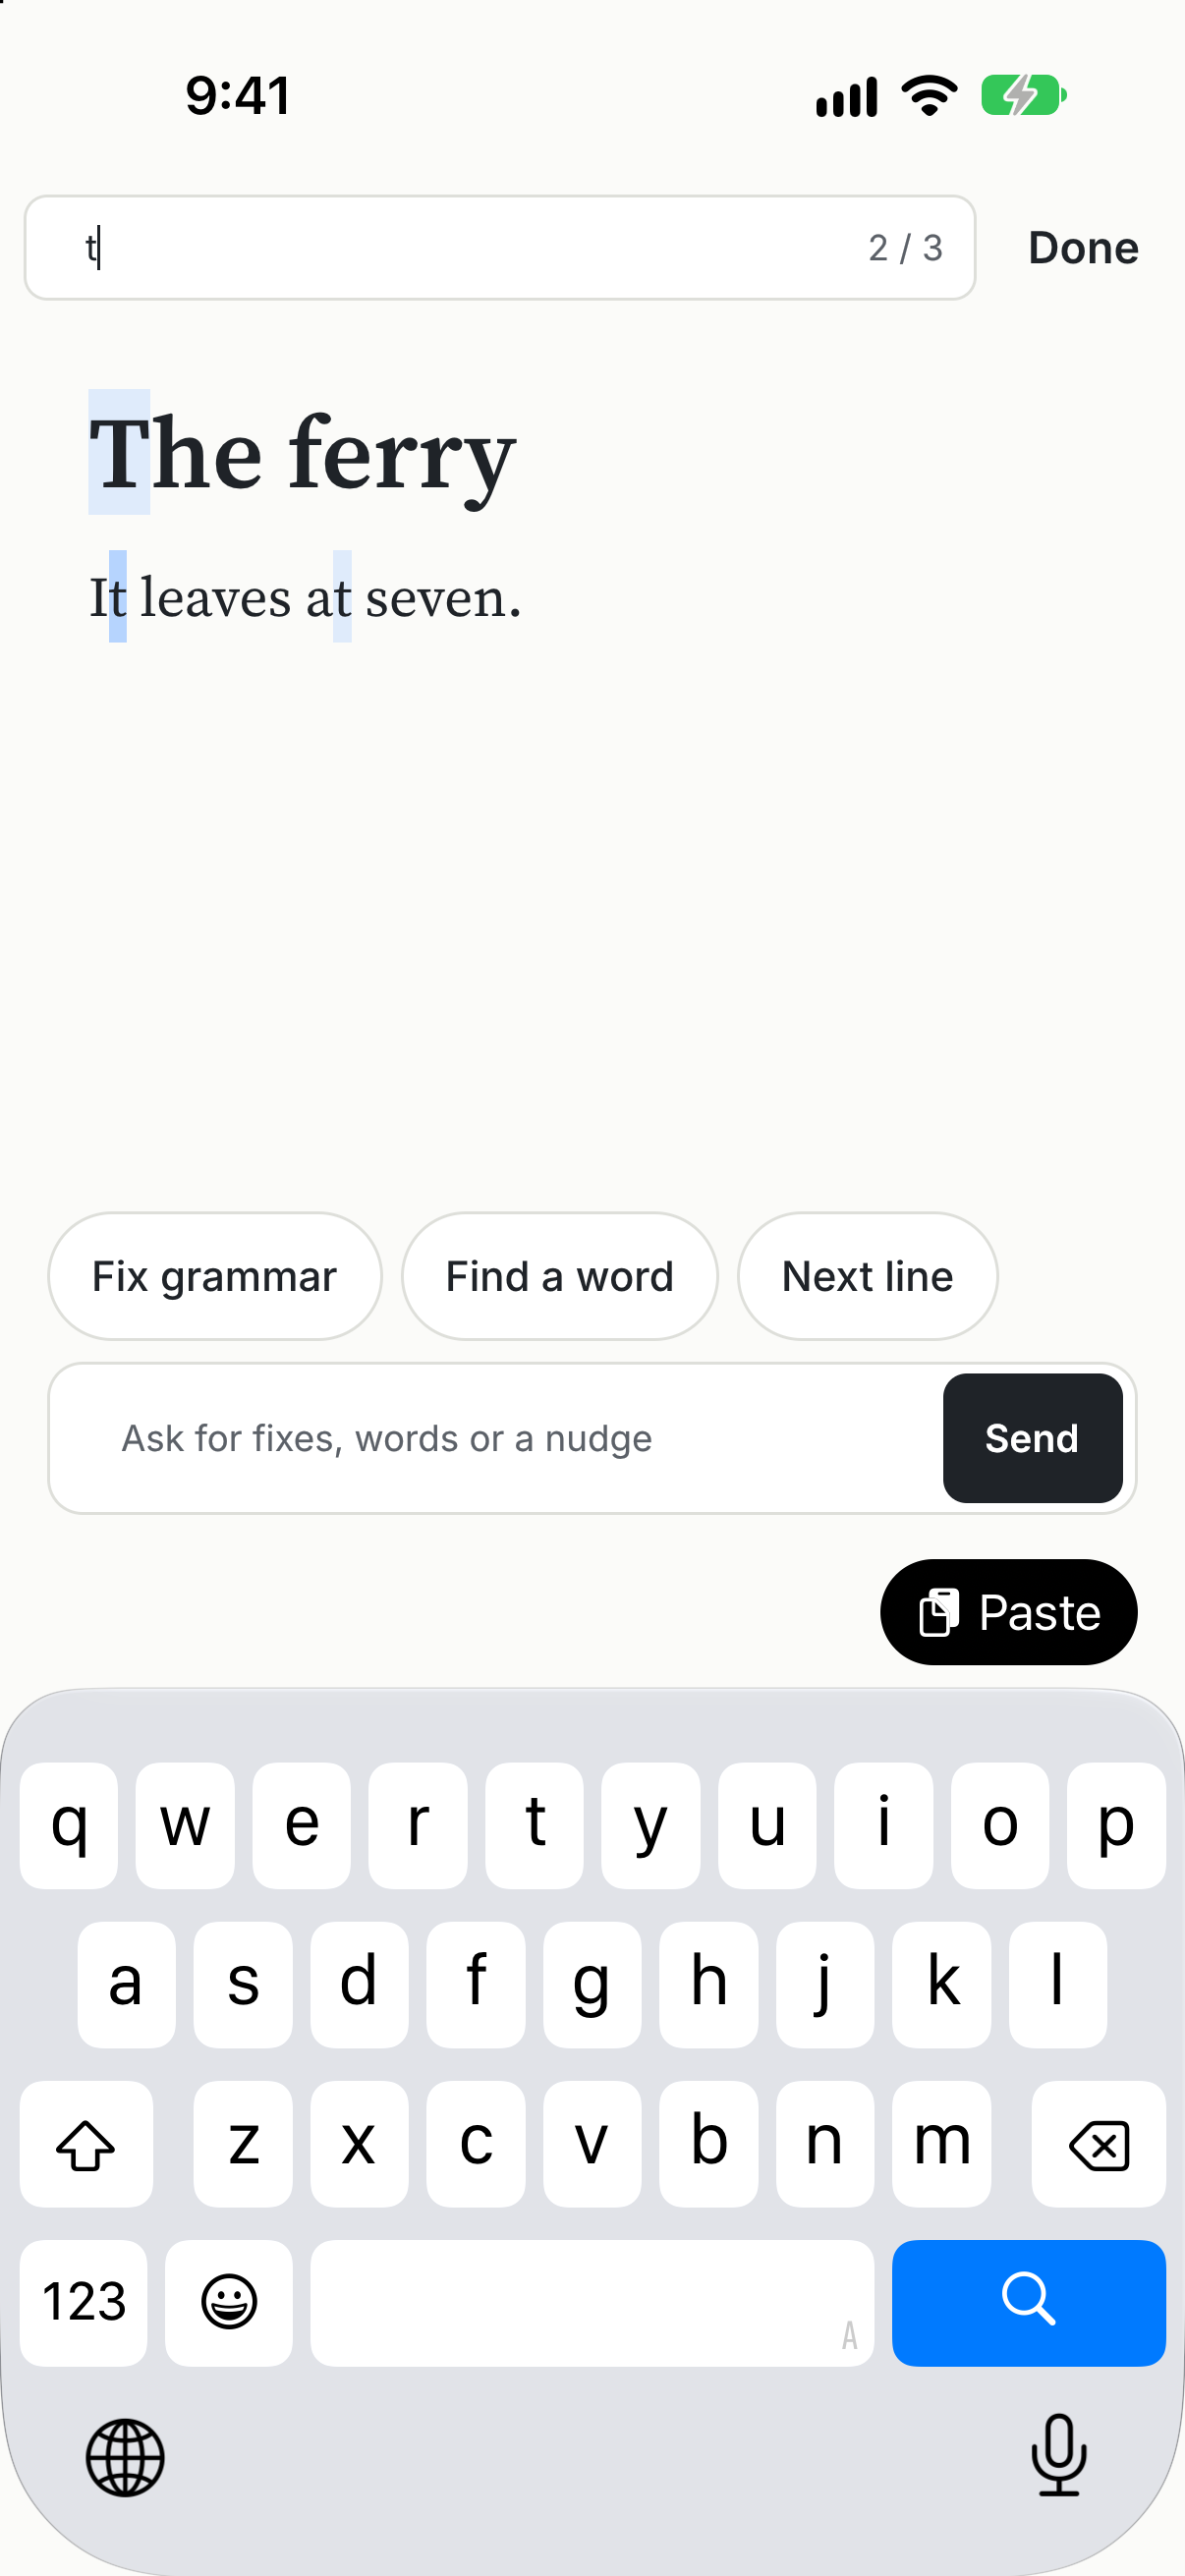 9:41
t 2 / 3 Done
The ferry
It leaves at seven.
Fix grammar Find a word Next line
Ask for fixes, words or a nudge Send
Paste
q w e r t y u i o p
a s d f g h j k l
z x c v b n m
123 A